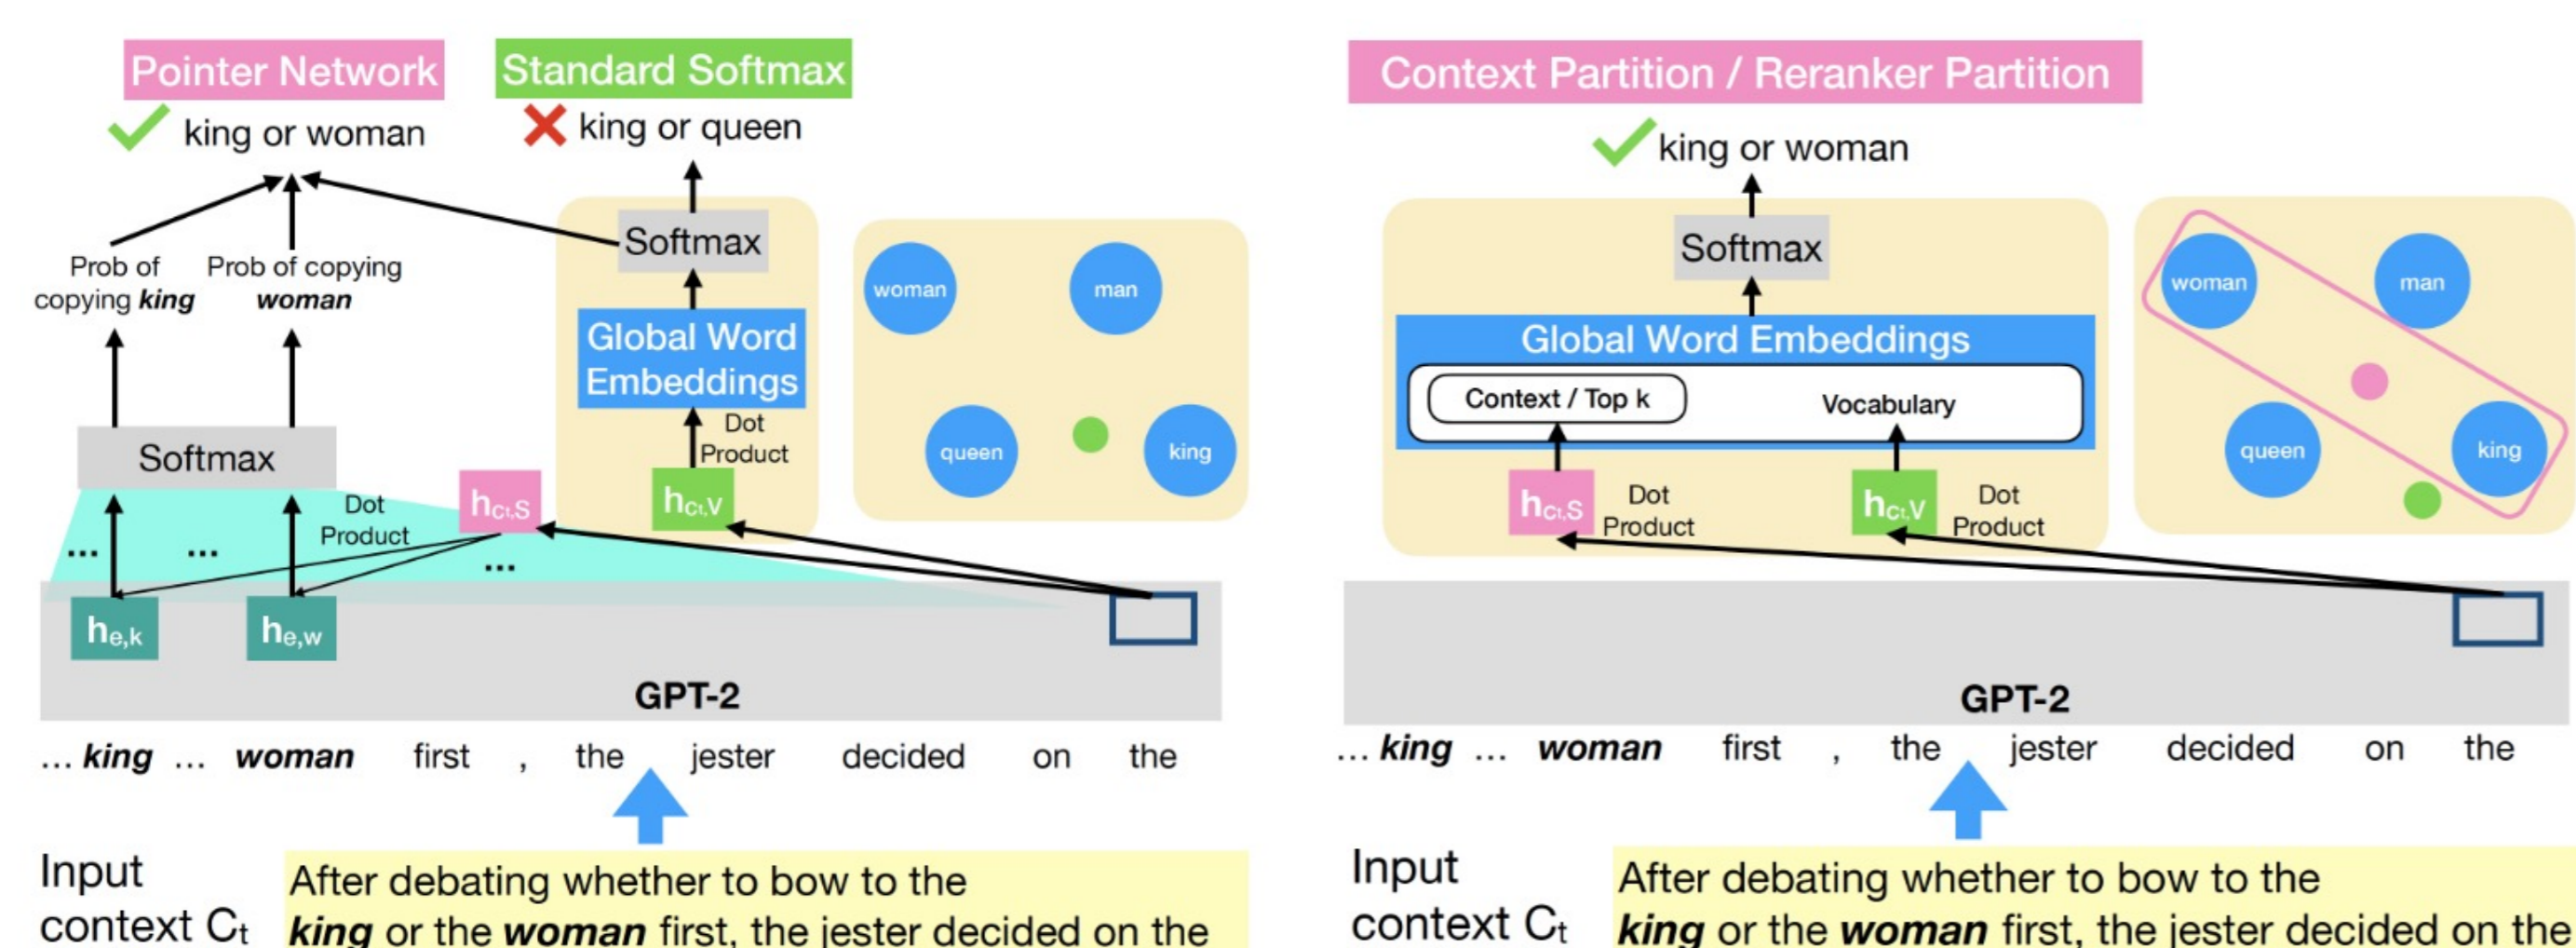 Pointer Network
Standard Softmax
king or woman
king or queen
Softmax
Prob of
copying king
Prob of copying
woman
Global Word
Embeddings
Dot
Product
Softmax
Dot
Product
hCt,S
hCt,V
...
...
...
he,k
he,w
GPT-2
woman
man
queen
king
... king ... woman first , the jester decided on the
Input
context Ct
After debating whether to bow to the
king or the woman first, the jester decided on the
Context Partition / Reranker Partition
king or woman
Softmax
Global Word Embeddings
Context / Top k
Vocabulary
hCt,S
Dot
Product
hCt,V
Dot
Product
woman
man
queen
king
GPT-2
... king ... woman first , the jester decided on the
Input
context Ct
After debating whether to bow to the
king or the woman first, the jester decided on the